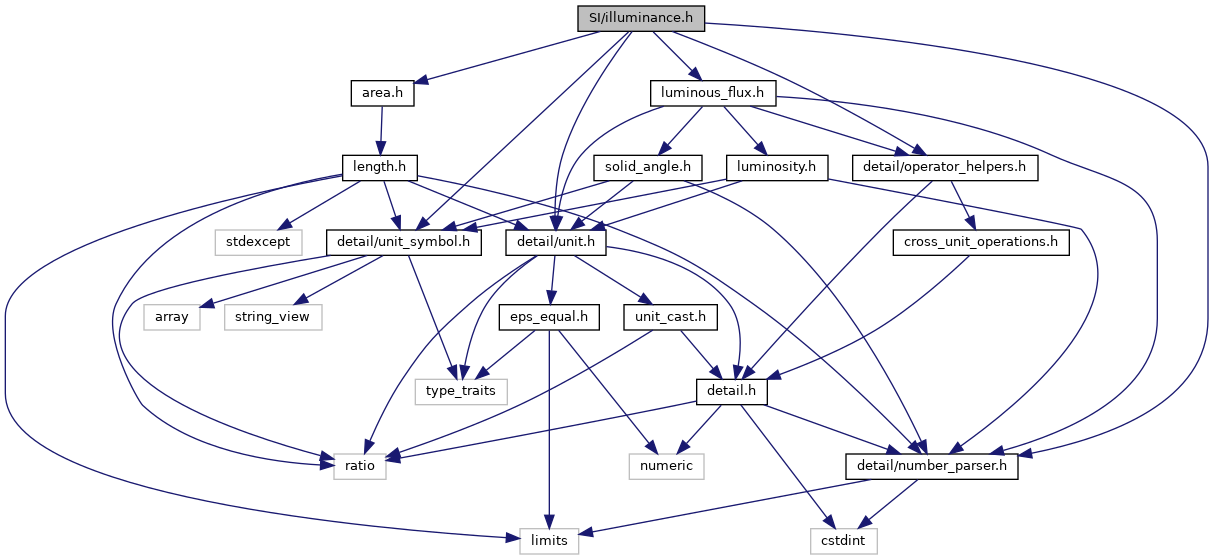 SI/illuminance.h
area.h
luminous_flux.h
length.h
solid_angle.h
luminosity.h
detail/operator_helpers.h
stdexcept
detail/unit_symbol.h
detail/unit.h
cross_unit_operations.h
array
string_view
eps_equal.h
unit_cast.h
type_traits
detail.h
ratio
numeric
detail/number_parser.h
limits
cstdint